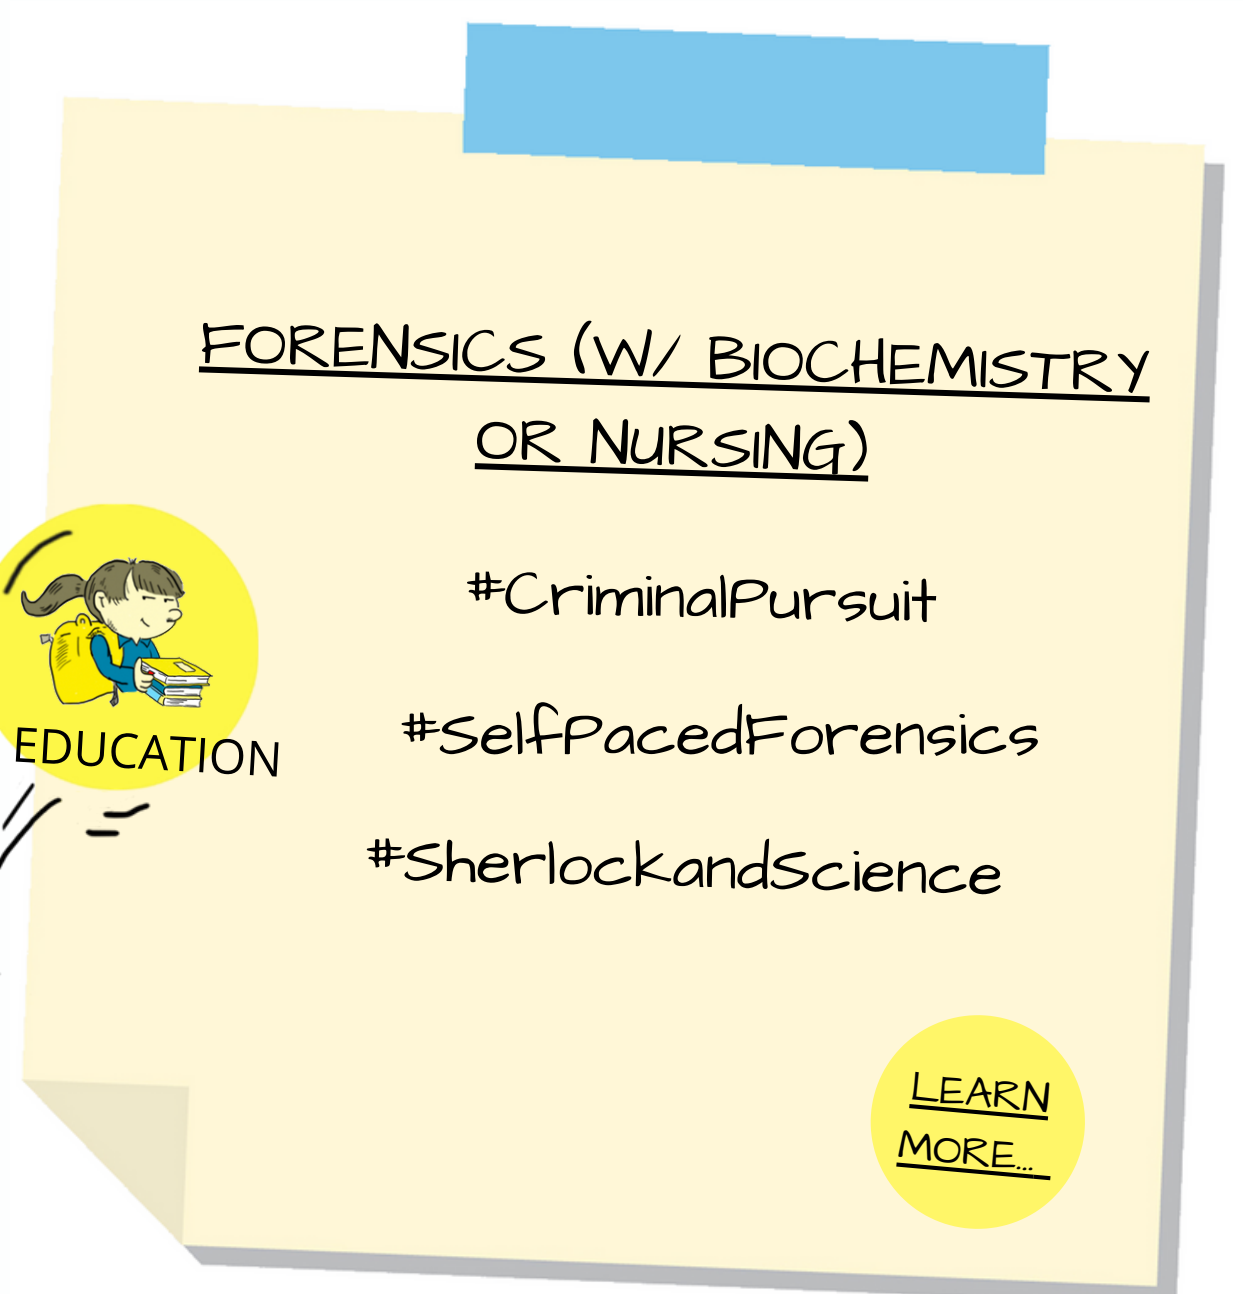 FORENSICS (W/ BIOCHEMISTRY
OR NURSING)
#CriminalPursuit
#SelfPacedForensics
EDUCATION
#SherlockandScience
LEARN
MORE...